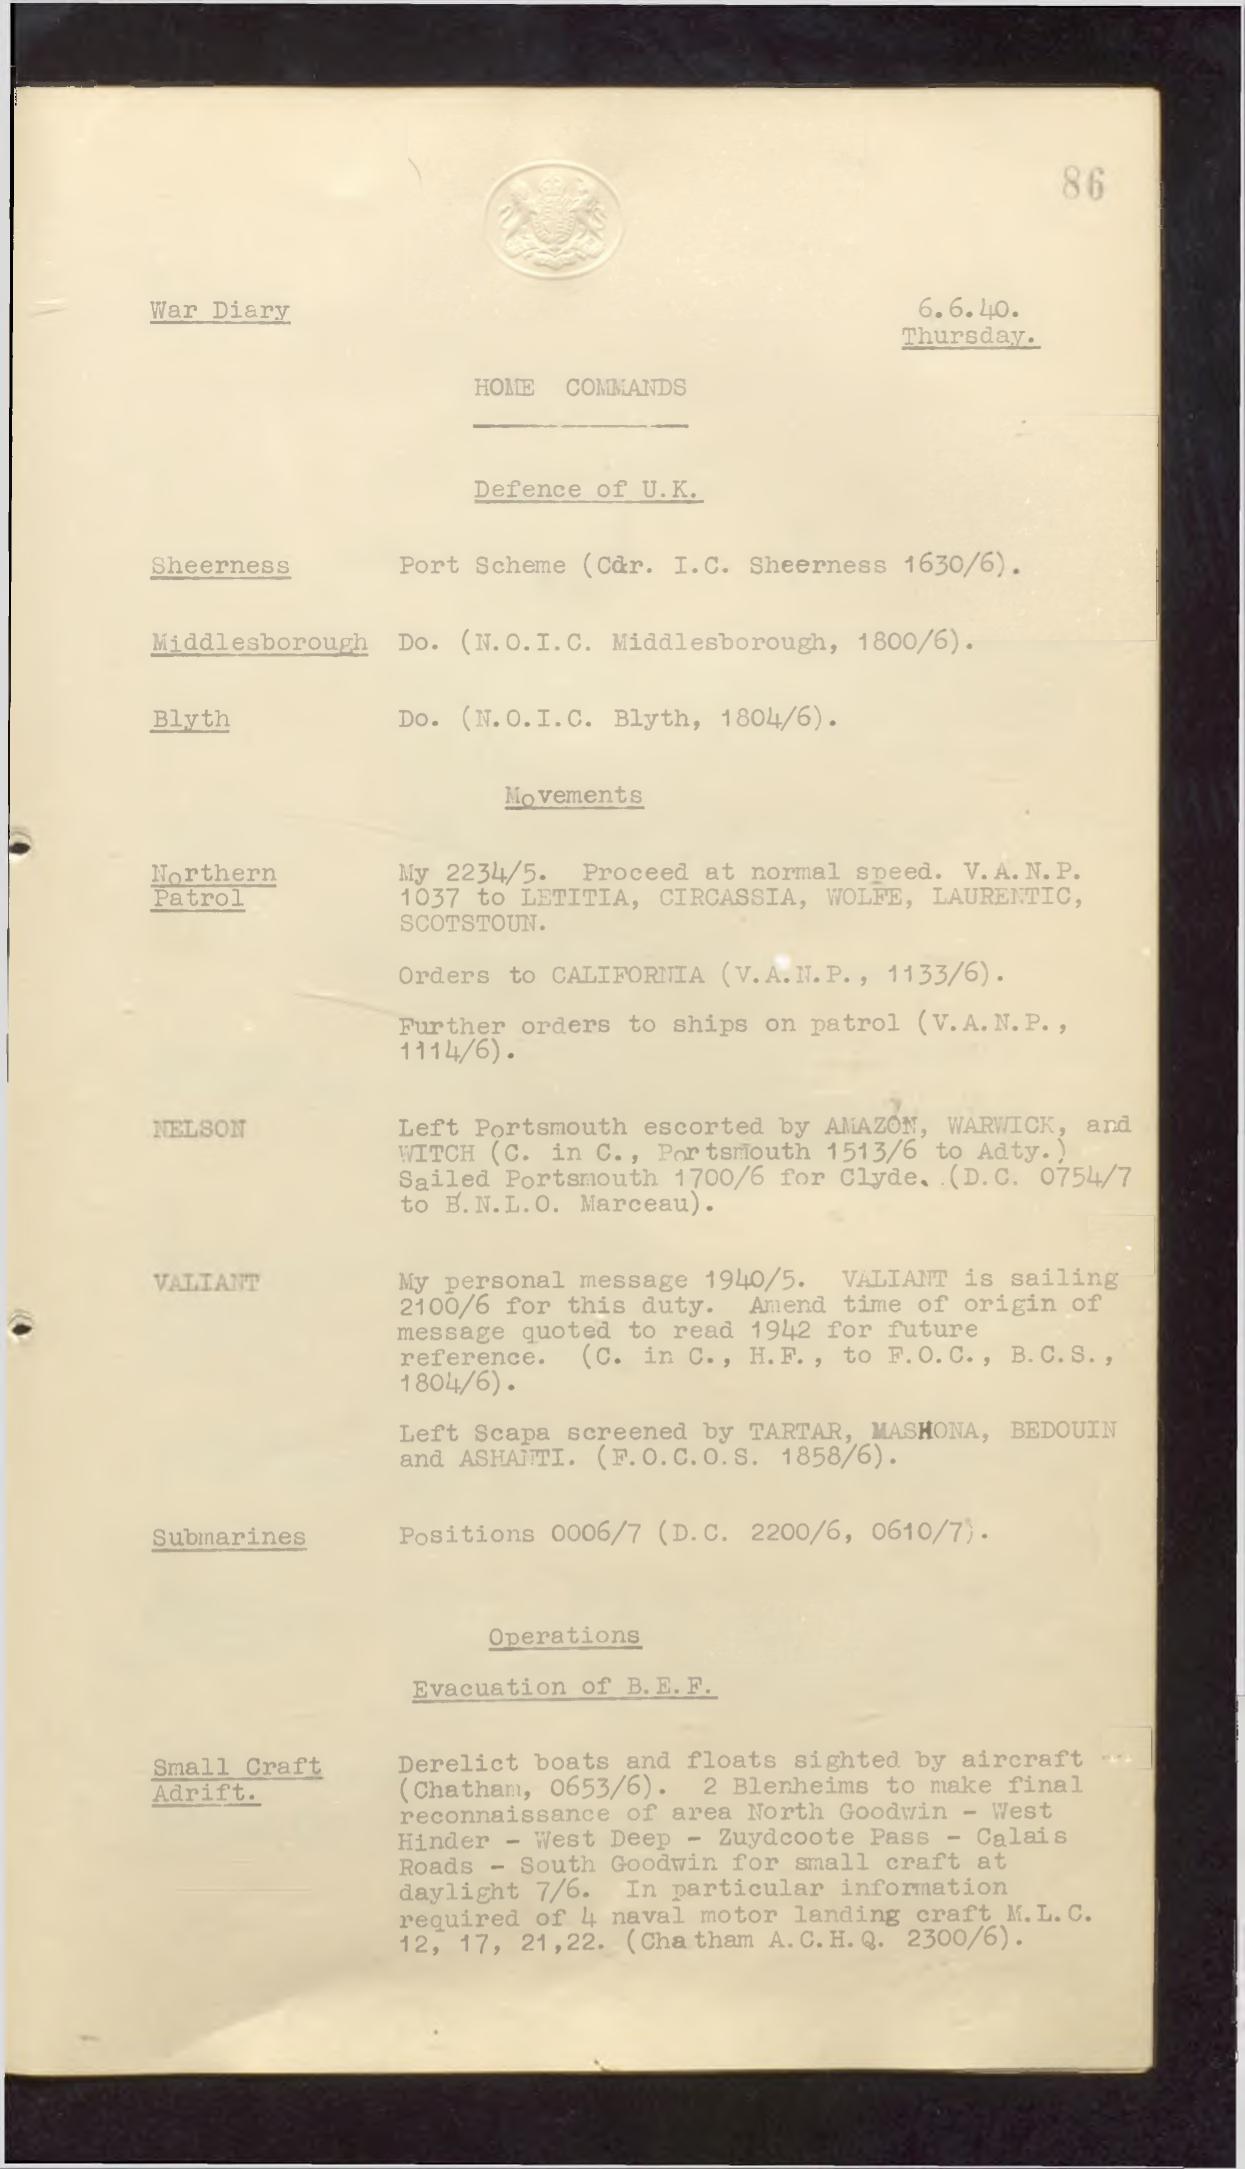 86
War Diary 6.6.40.
Thursday.
HOME COMMANDS
Defence of U.K.
Sheerness Port Scheme (Cdr. I.C. Sheerness 1630/6).
Middlesborough Do. (N.O.I.C. Middlesborough, 1800/6).
Blyth Do. (N.O.I.C. Blyth, 1804/6).
Movements
Northern My 2234/5. Proceed at normal speed. V.A.N.P.
Patrol 1037 to LETITIA, CIRCASSIA, WOLFE, LAURENTIC,
SCOTSTOUN.
Orders to CALIFORNIA (V.A.N.P., 1133/6).
Further orders to ships on patrol (V.A.N.P.,
1114/6).
NELSON Left Portsmouth escorted by AMAZON, WARWICK, and
WITCH (C. in C., Portsmouth 1513/6 to Adty.)
Sailed Portsmouth 1700/6 for Clyde. (D.C. 0754/7
to B.N.L.O. Marceau).
VALIANT My personal message 1940/5. VALIANT is sailing
2100/6 for this duty. Amend time of origin of
message quoted to read 1942 for future
reference. (C. in C., H.F., to F.O.C., B.C.S.,
1804/6).
Left Scapa screened by TARTAR, MASHONA, BEDOUIN
and ASHANTI. (F.O.C.O.S. 1858/6).
Submarines Positions 0006/7 (D.C. 2200/6, 0610/7).
Operations
Evacuation of B.E.F.
Small Craft Derelict boats and floats sighted by aircraft
Adrift. (Chatham, 0653/6). 2 Blenheims to make final
reconnaissance of area North Goodwin - West
Hinder - West Deep - Zuydcoote Pass - Calais
Roads - South Goodwin for small craft at
daylight 7/6. In particular information
required of 4 naval motor landing craft M.L.C.
12, 17, 21,22. (Chatham A.C.H.Q. 2300/6).